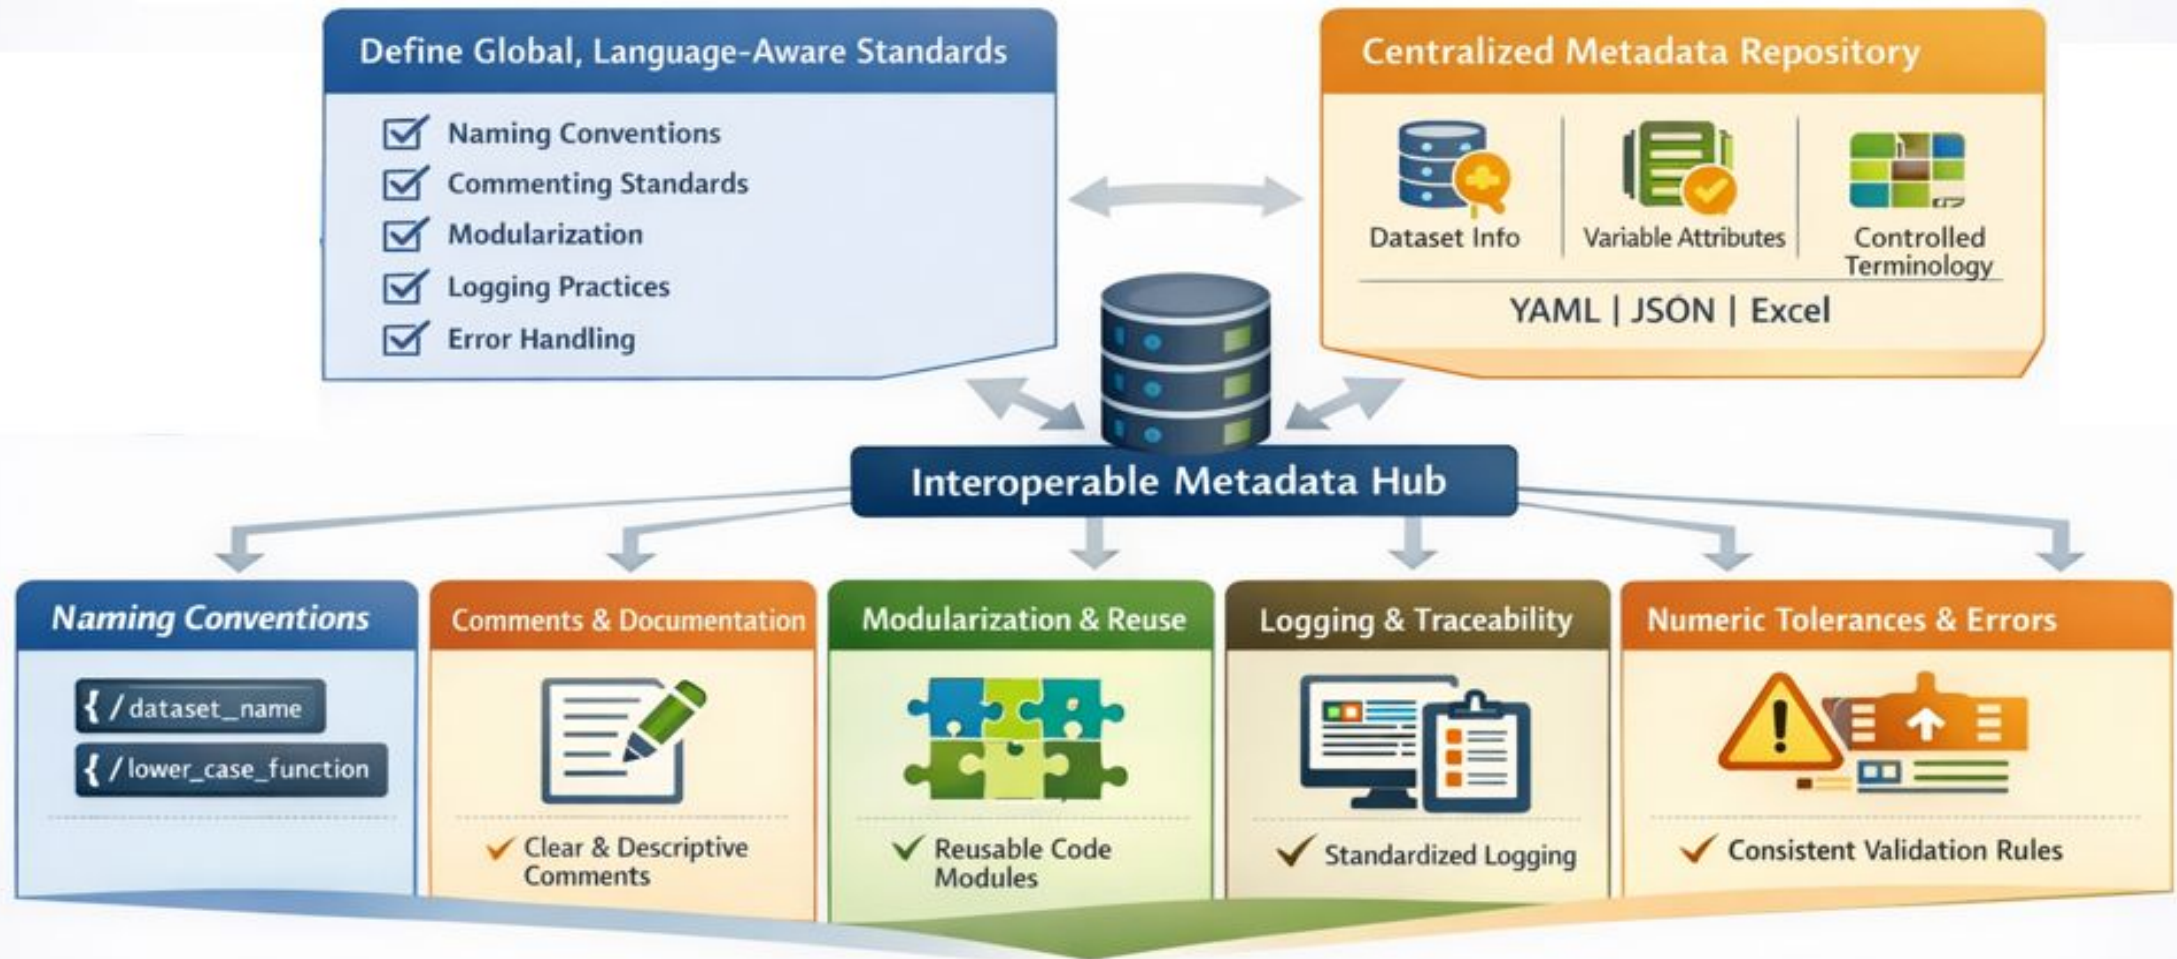 Define Global, Language-Aware Standards
Naming Conventions
Commenting Standards
Modularization
Logging Practices
Error Handling
Centralized Metadata Repository
Dataset Info
Variable Attributes
Controlled
Terminology
YAML | JSON | Excel
Interoperable Metadata Hub
Naming Conventions
{ / dataset_name
{ / lower_case_function
Comments & Documentation
Clear & Descriptive
Comments
Modularization & Reuse
Reusable Code
Modules
Logging & Traceability
Standardized Logging
Numeric Tolerances & Errors
Consistent Validation Rules